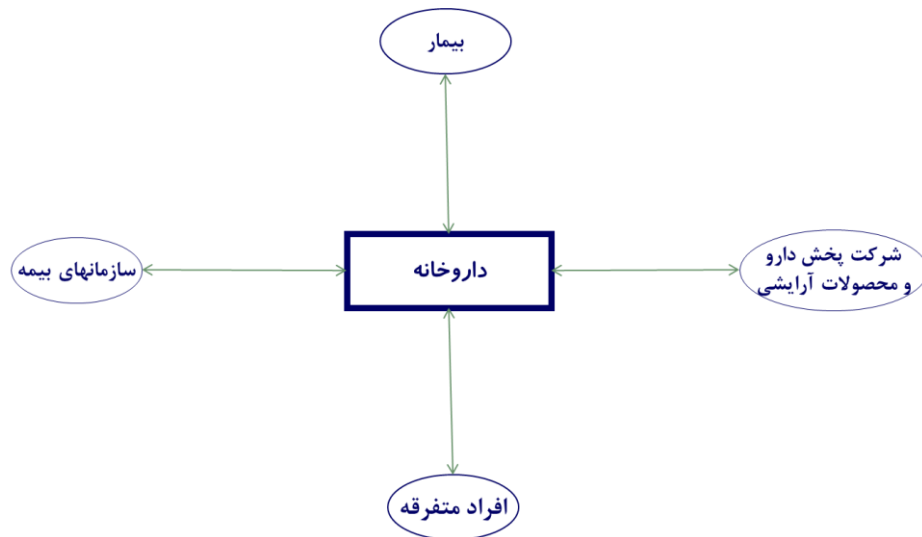 بیمار
شرکت پخش دارو
و محصولات آرایشی
داروخانه
سازمانهای بیمه
افراد متفرقه